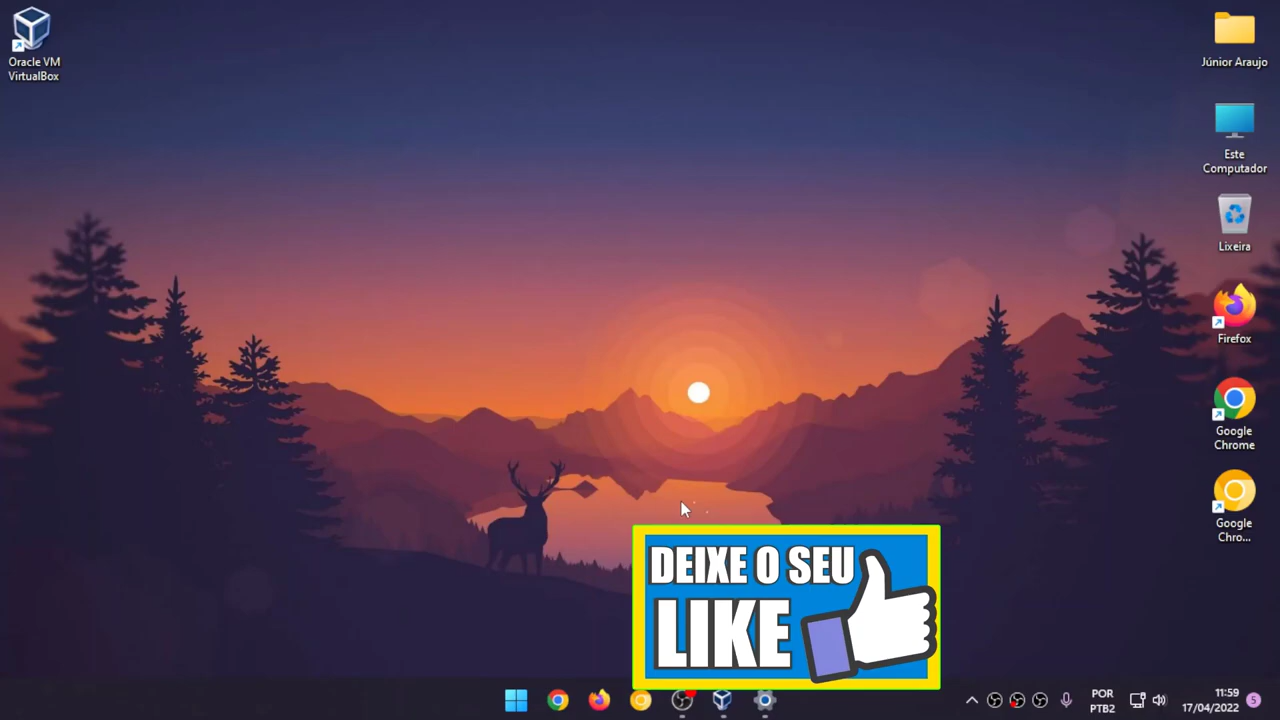 Oracle VM
VirtualBox
Júnior Araujo
Este
Computador
Lixeira
Firefox
Google
Chrome
Google
Chro...
DEIXE O SEU
LIKE
POR
PTB2
11:59
17/04/2022
5